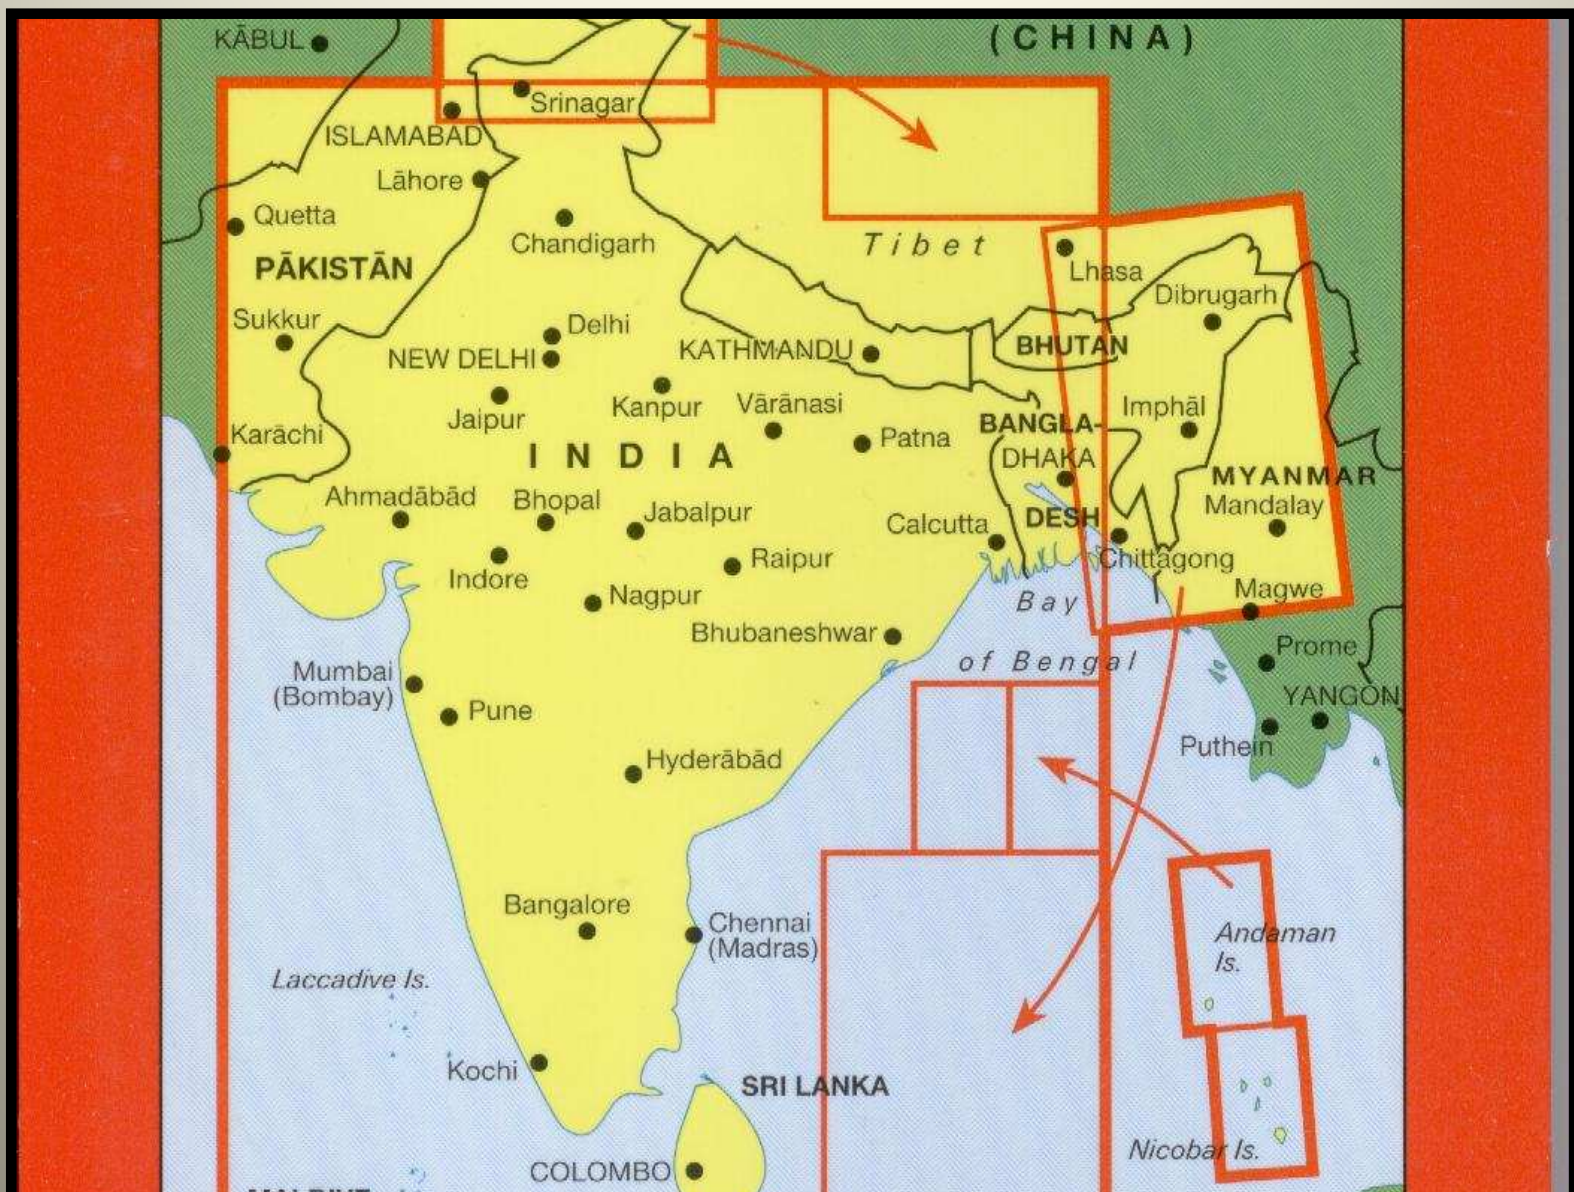 KĀBUL
(CHINA)
Srinagar
ISLAMABAD
Lāhore
Quetta
Chandigarh
Tibet
PĀKISTĀN
Lhasa
Dibrugarh
Sukkur
Delhi
BHUTAN
NEW DELHI
KATHMANDU
Jaipur
Kanpur
Vārānasi
Imphāl
BANGLA-
Karāchi
Patna
INDIA
DHAKA
MYANMAR
Ahmadābād
Bhopal
Jabalpur
Mandalay
Calcutta
DESH
Indore
Raipur
Chittagong
Nagpur
Bay
Magwe
Bhubaneshwar
of Bengal
Prome
Mumbai
(Bombay)
YANGON
Pune
Puthein
Hyderābād
Bangalore
Chennai
(Madras)
Andaman
Is.
Laccadive Is.
Kochi
SRI LANKA
Nicobar Is.
COLOMBO